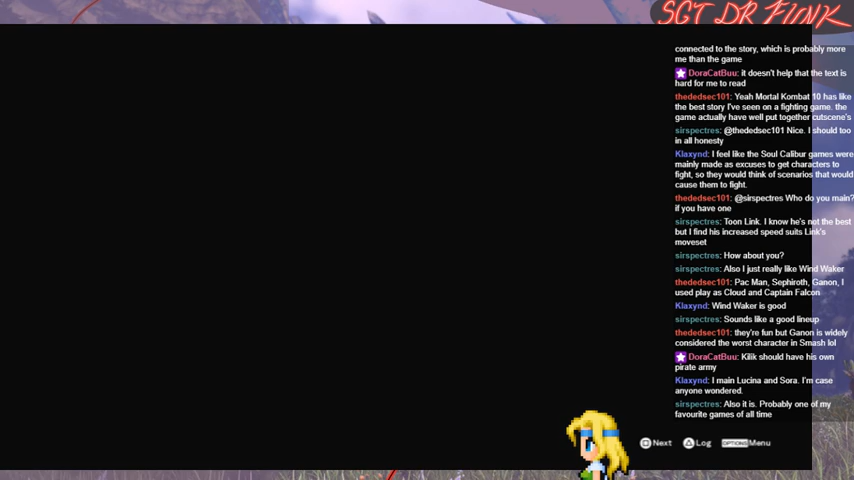 SGT DR FUNK
connected to the story, which is probably more
me than the game
DoraCatBuu: it doesn't help that the text is
hard for me to read
thededsec101: Yeah Mortal Kombat 10 has like
the best story I've seen on a fighting game. the
game actually have well put together cutscene's
sirspectres: @thededsec101 Nice. I should too
in all honesty
Klaxynd: I feel like the Soul Calibur games were
mainly made as excuses to get characters to
fight, so they would think of scenarios that would
cause them to fight.
thededsec101: @sirspectres Who do you main?
if you have one
sirspectres: Toon Link. I know he's not the best
but I find his increased speed suits Link's
moveset
sirspectres: How about you?
sirspectres: Also I just really like Wind Waker
thededsec101: Pac Man, Sephiroth, Ganon, I
used play as Cloud and Captain Falcon
Klaxynd: Wind Waker is good
sirspectres: Sounds like a good lineup
thededsec101: they're fun but Ganon is widely
considered the worst character in Smash lol
DoraCatBuu: Kilik should have his own
pirate army
Klaxynd: I main Lucina and Sora. I'm case
anyone wondered.
sirspectres: Also it is. Probably one of my
favourite games of all time
Next Log OPTIONS Menu